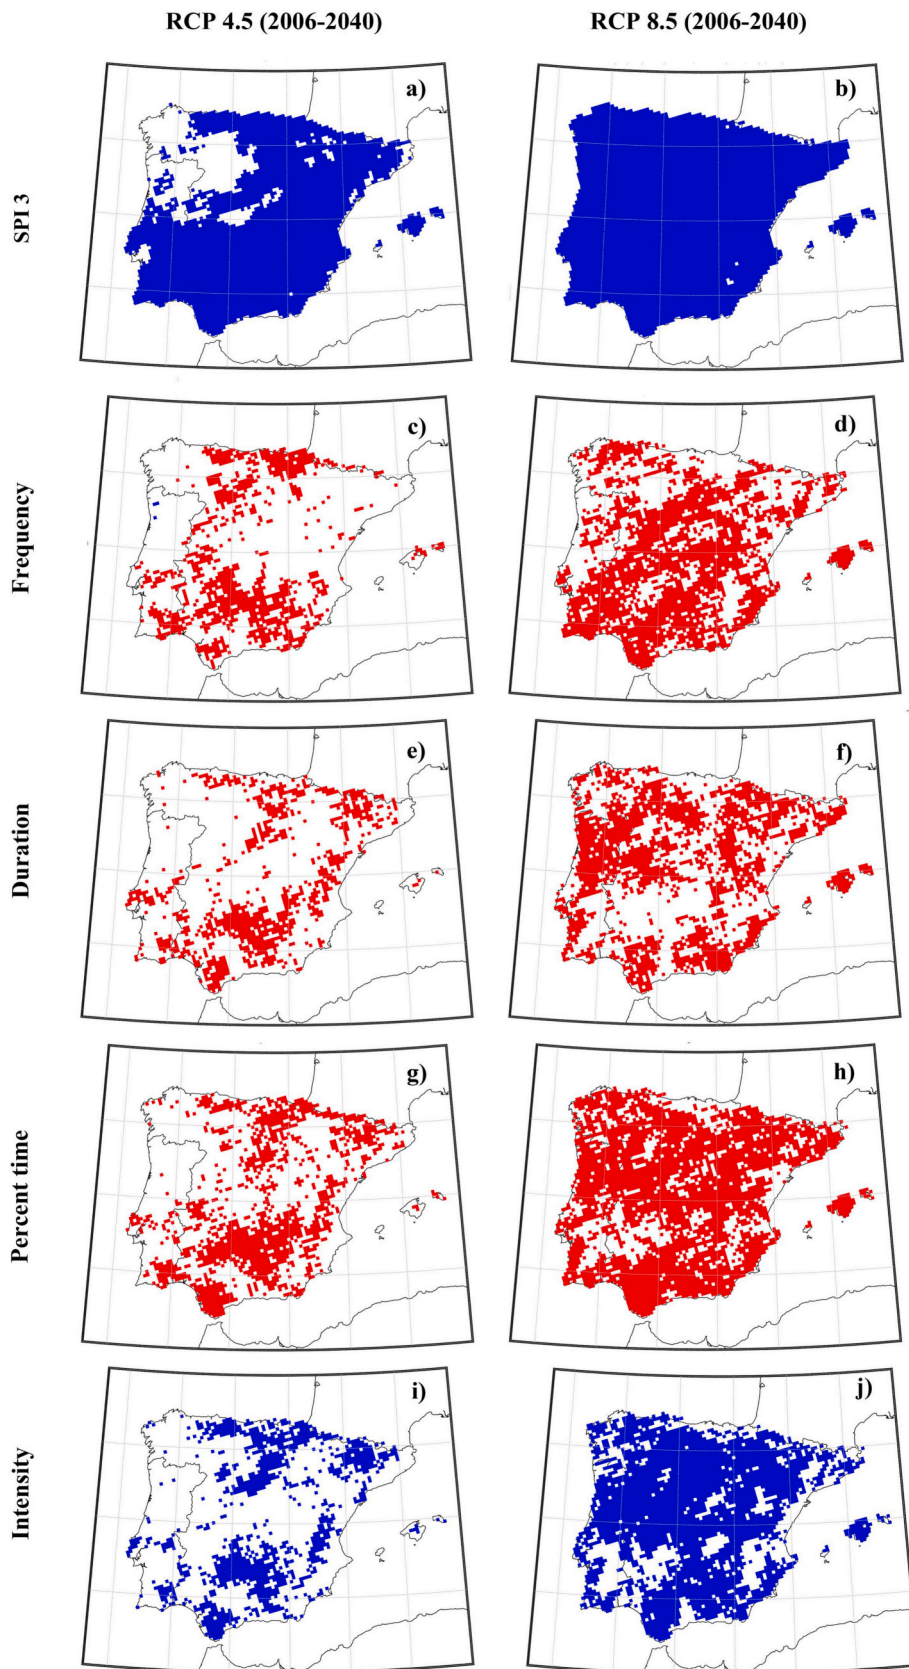 RCP 4.5 (2006-2040) RCP 8.5 (2006-2040)
SPI 3
a)
b)
Frequency
c)
d)
Duration
e)
f)
Percent time
g)
h)
Intensity
i)
j)